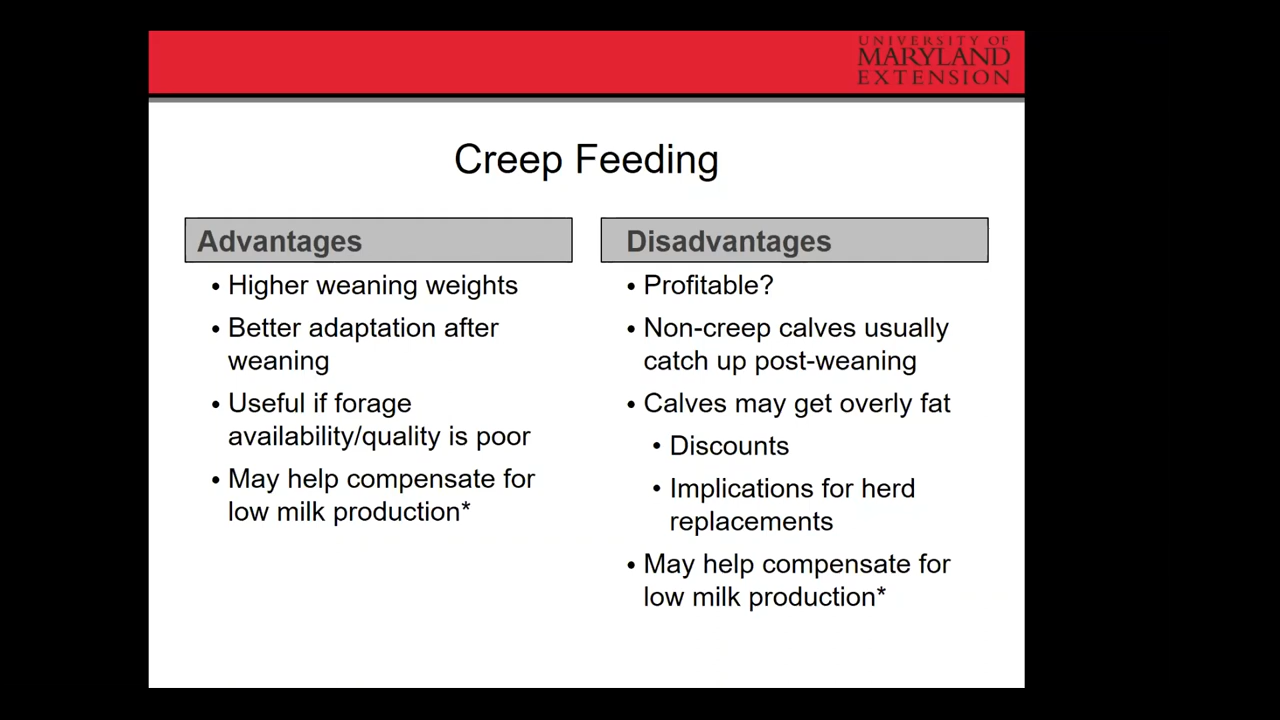 UNIVERSITY OF
MARYLAND
EXTENSION
Creep Feeding
Advantages
• Higher weaning weights
• Better adaptation after
weaning
• Useful if forage
availability/quality is poor
• May help compensate for
low milk production*
Disadvantages
• Profitable?
• Non-creep calves usually
catch up post-weaning
• Calves may get overly fat
• Discounts
• Implications for herd
replacements
• May help compensate for
low milk production*